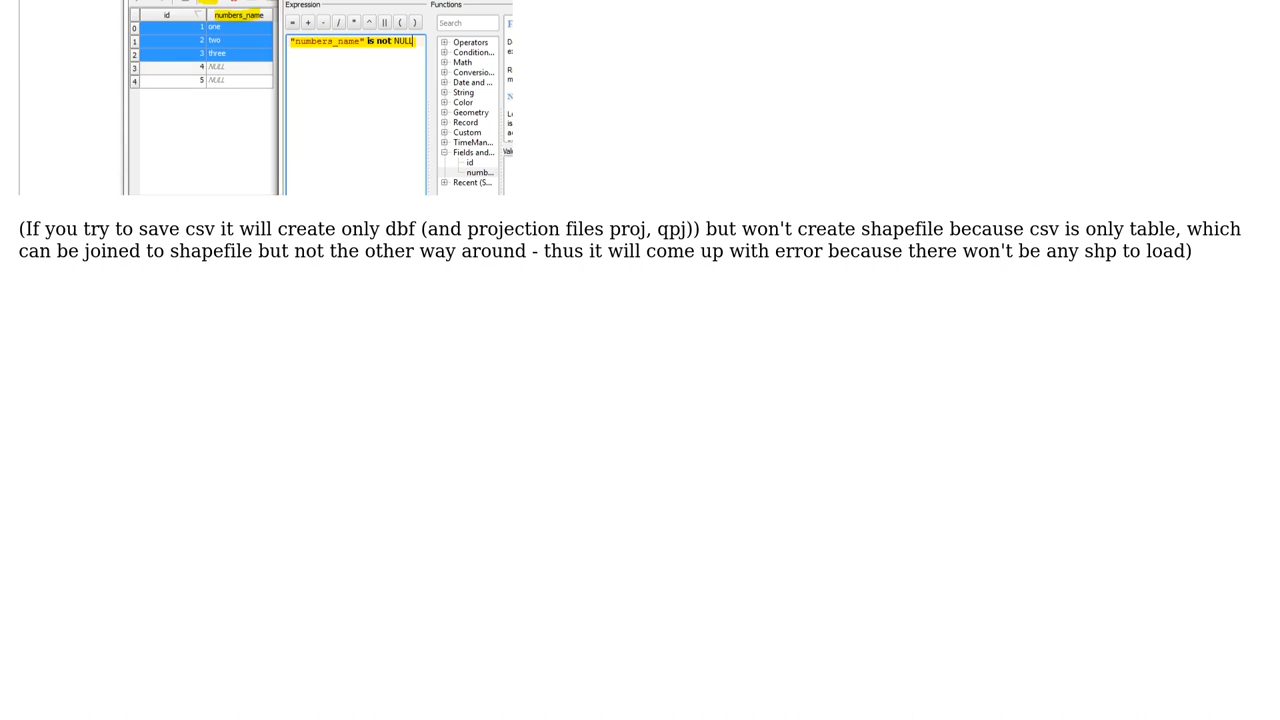 id numbers_name
0 1 one
1 2 two
2 3 three
3 4 NULL
4 5 NULL
Expression
= + - / * ^ || ( )
"numbers_name" is not NULL
Functions
Search
Operators
Condition...
Math
Conversio...
Date and ...
String
Color
Geometry
Record
Custom
TimeMan...
Fields and...
id
numb...
Recent (S...
(If you try to save csv it will create only dbf (and projection files proj, qpj)) but won't create shapefile because csv is only table, which
can be joined to shapefile but not the other way around - thus it will come up with error because there won't be any shp to load)